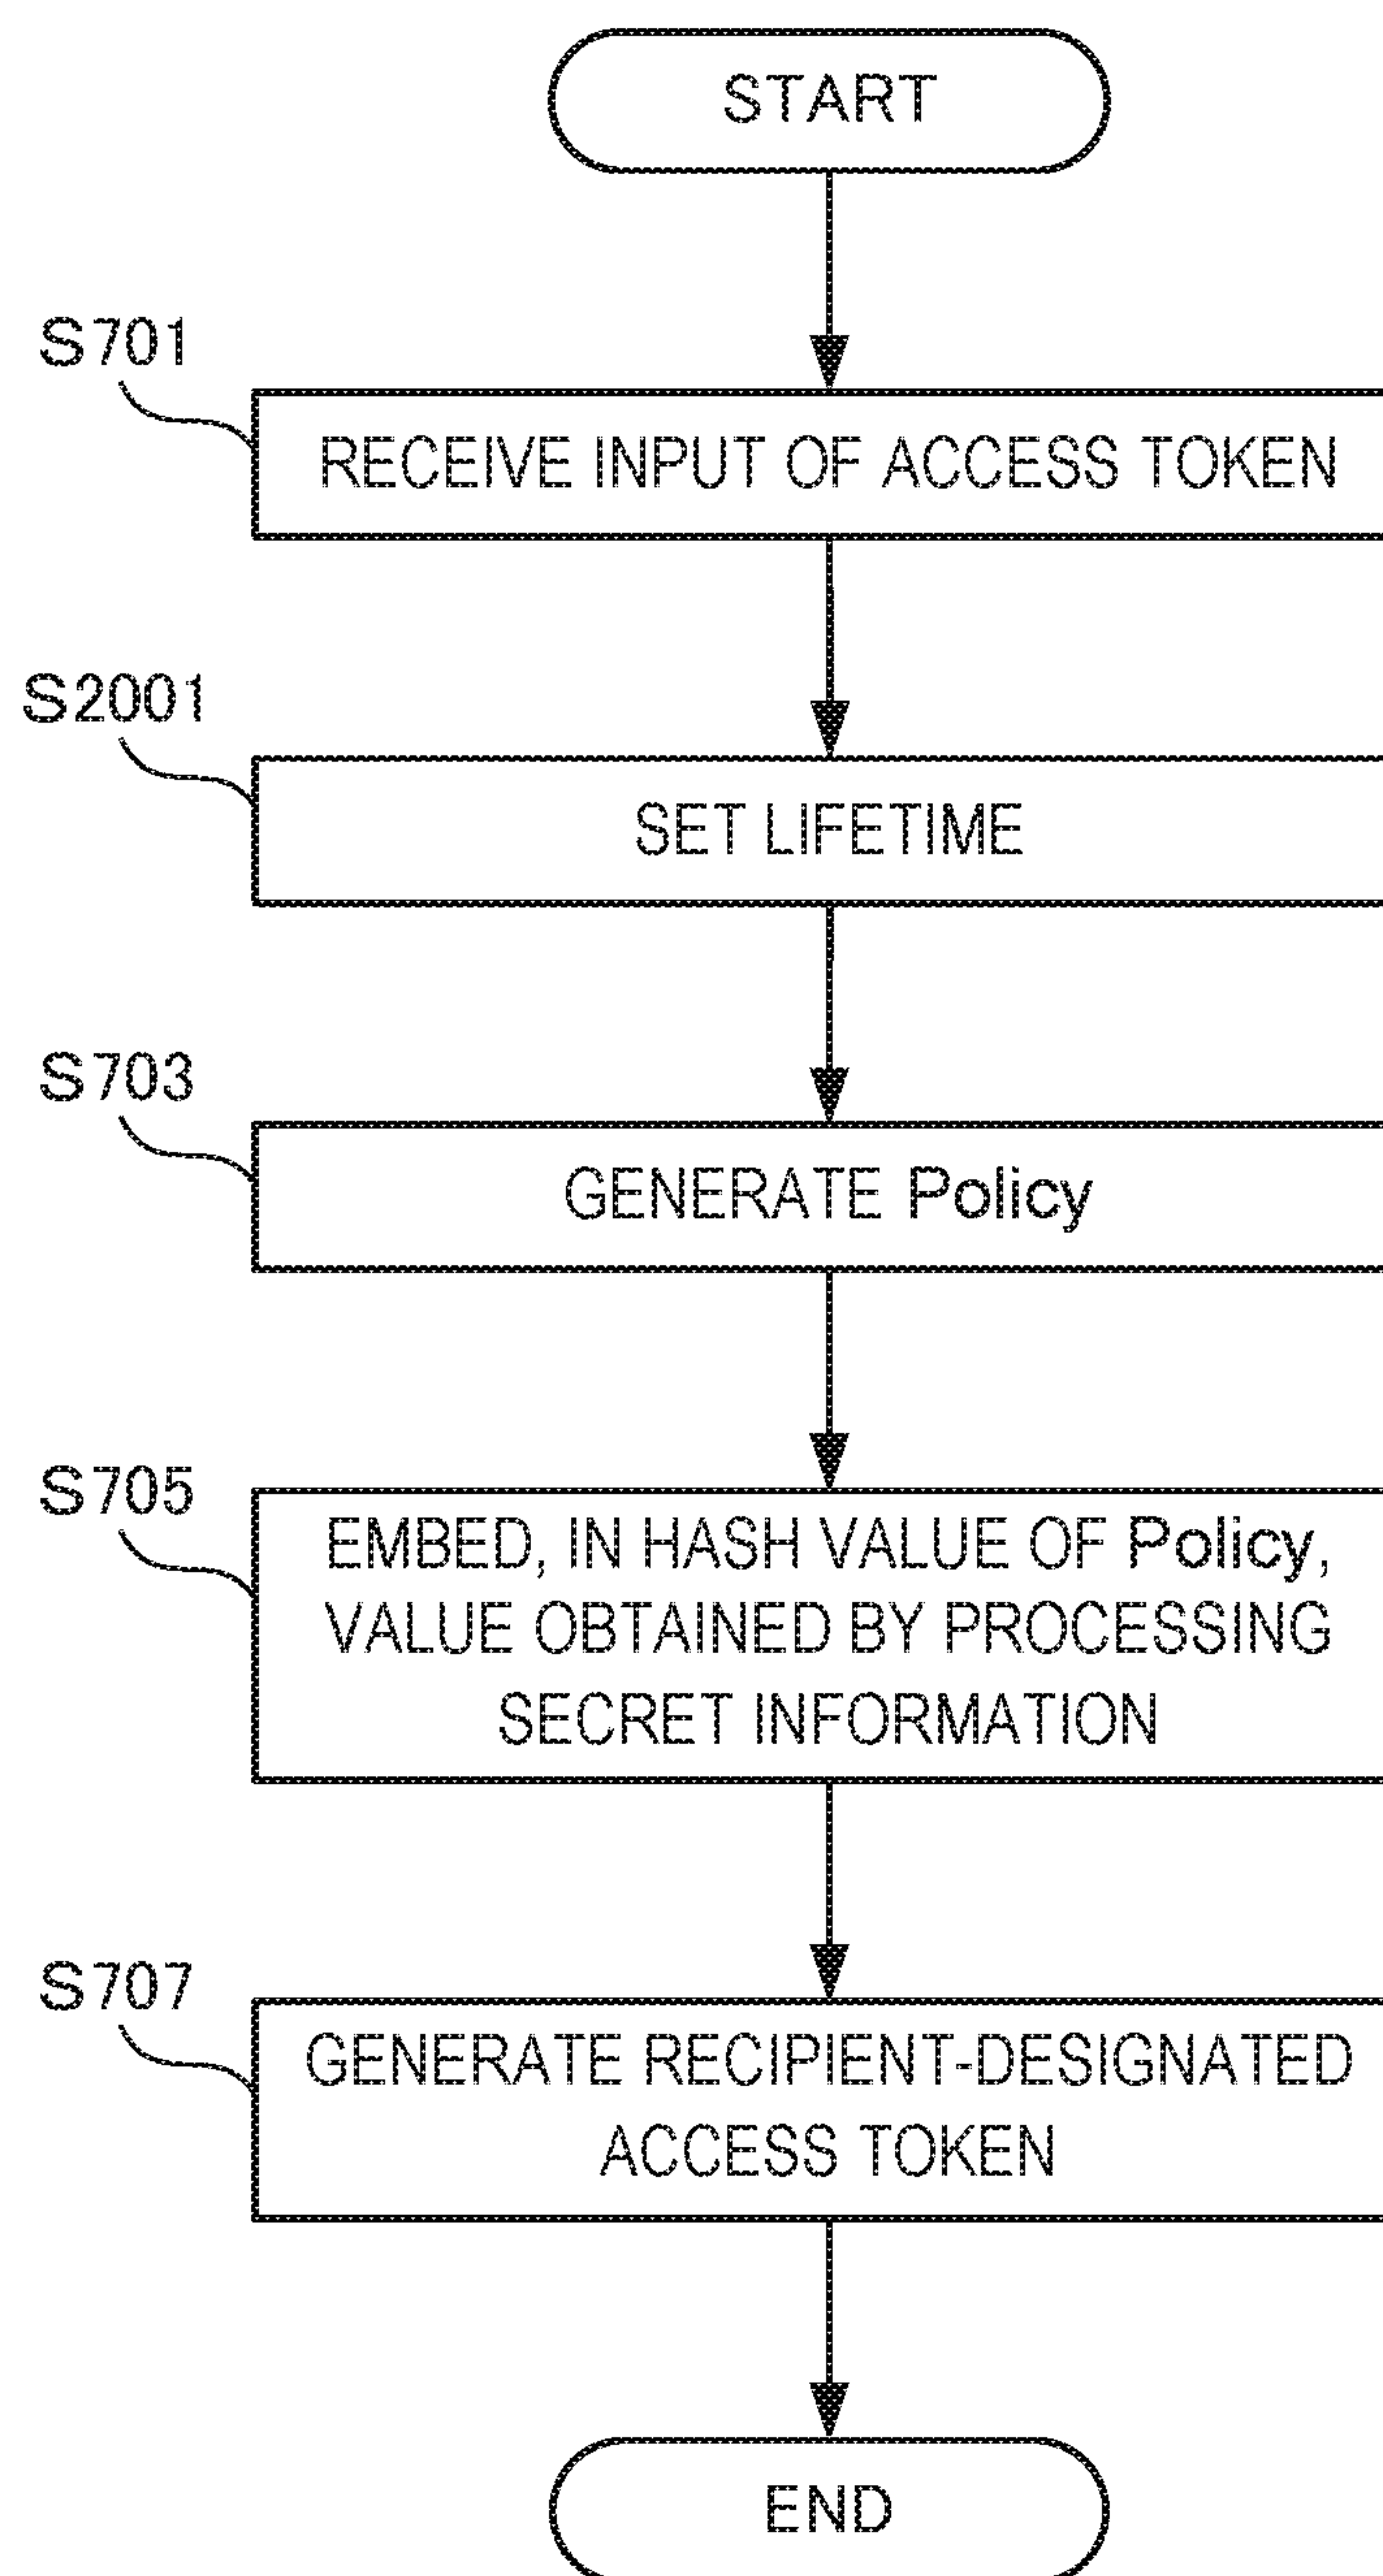 START
S701
RECEIVE INPUT OF ACCESS TOKEN
S2001
SET LIFETIME
S703
GENERATE Policy
S705
EMBED, IN HASH VALUE OF Policy,
VALUE OBTAINED BY PROCESSING
SECRET INFORMATION
S707
GENERATE RECIPIENT-DESIGNATED
ACCESS TOKEN
END